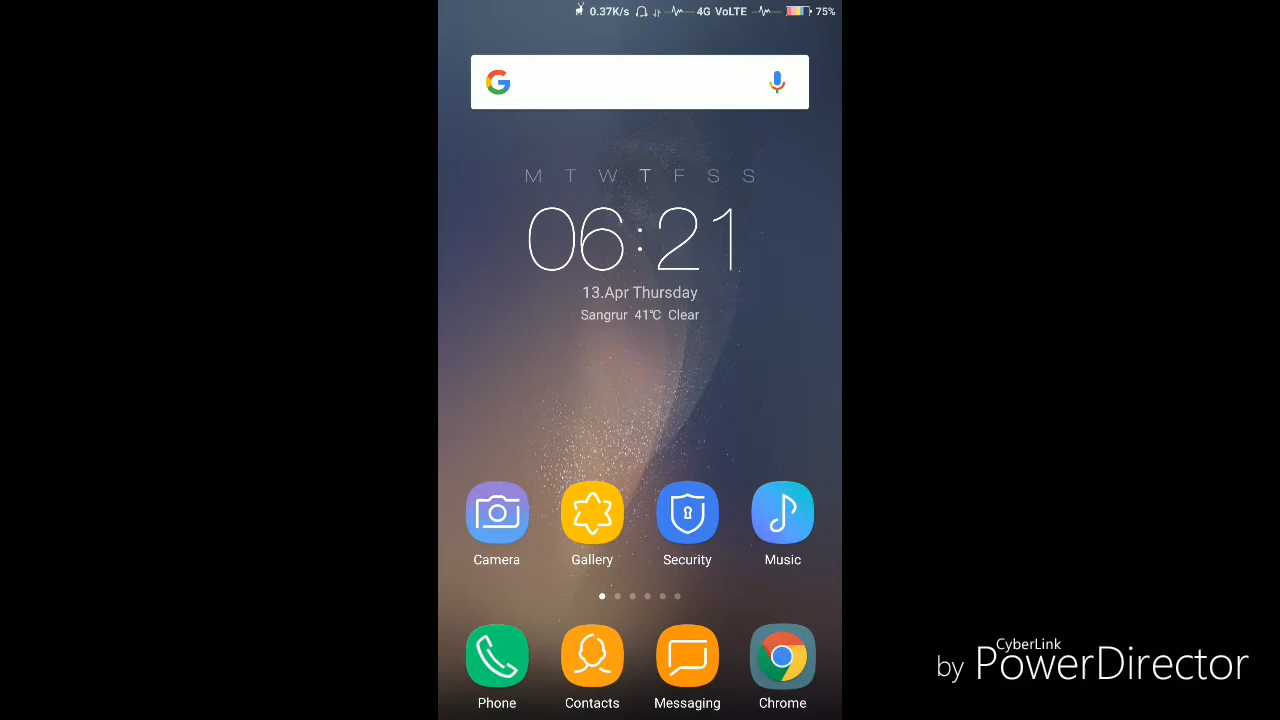 0.37K/s 4G VoLTE 75%
M T W T F S S
06:21
13.Apr Thursday
Sangrur 41℃ Clear
Camera Gallery Security Music
Phone Contacts Messaging Chrome
CyberLink
by PowerDirector